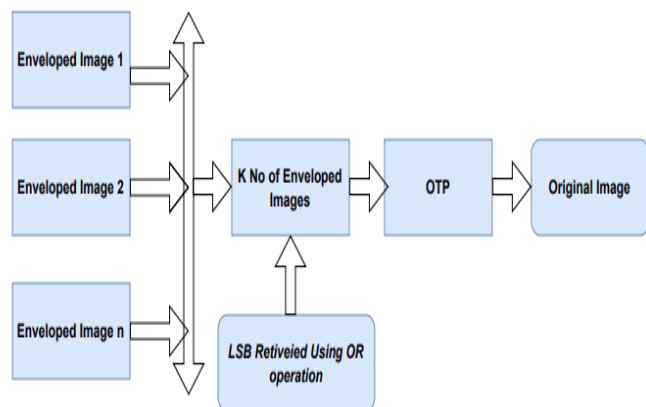 Enveloped Image 1
Enveloped Image 2
Enveloped Image n
K No of Enveloped
Images
LSB Retiveied Using OR
operation
OTP
Original Image